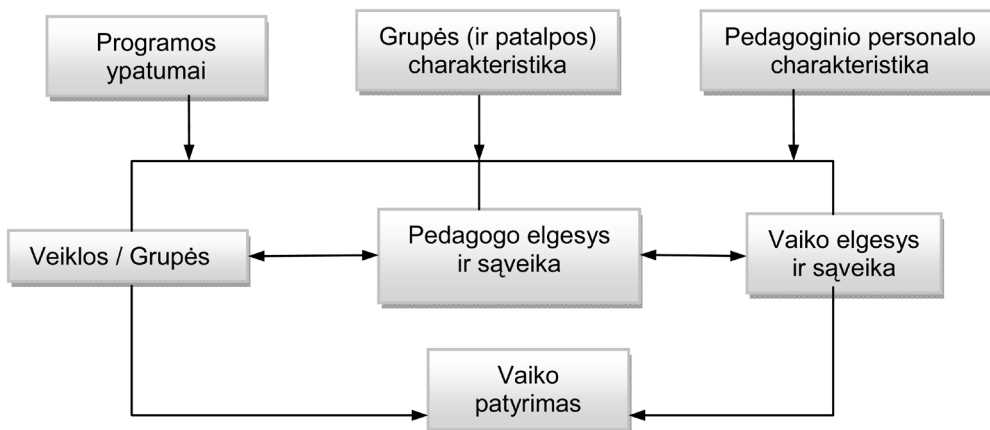 Programos
ypatumai
Grupės (ir patalpos)
charakteristika
Pedagoginio personalo
charakteristika
Veiklos / Grupės
Pedagogo elgesys
ir sąveika
Vaiko elgesys
ir sąveika
Vaiko
patyrimas